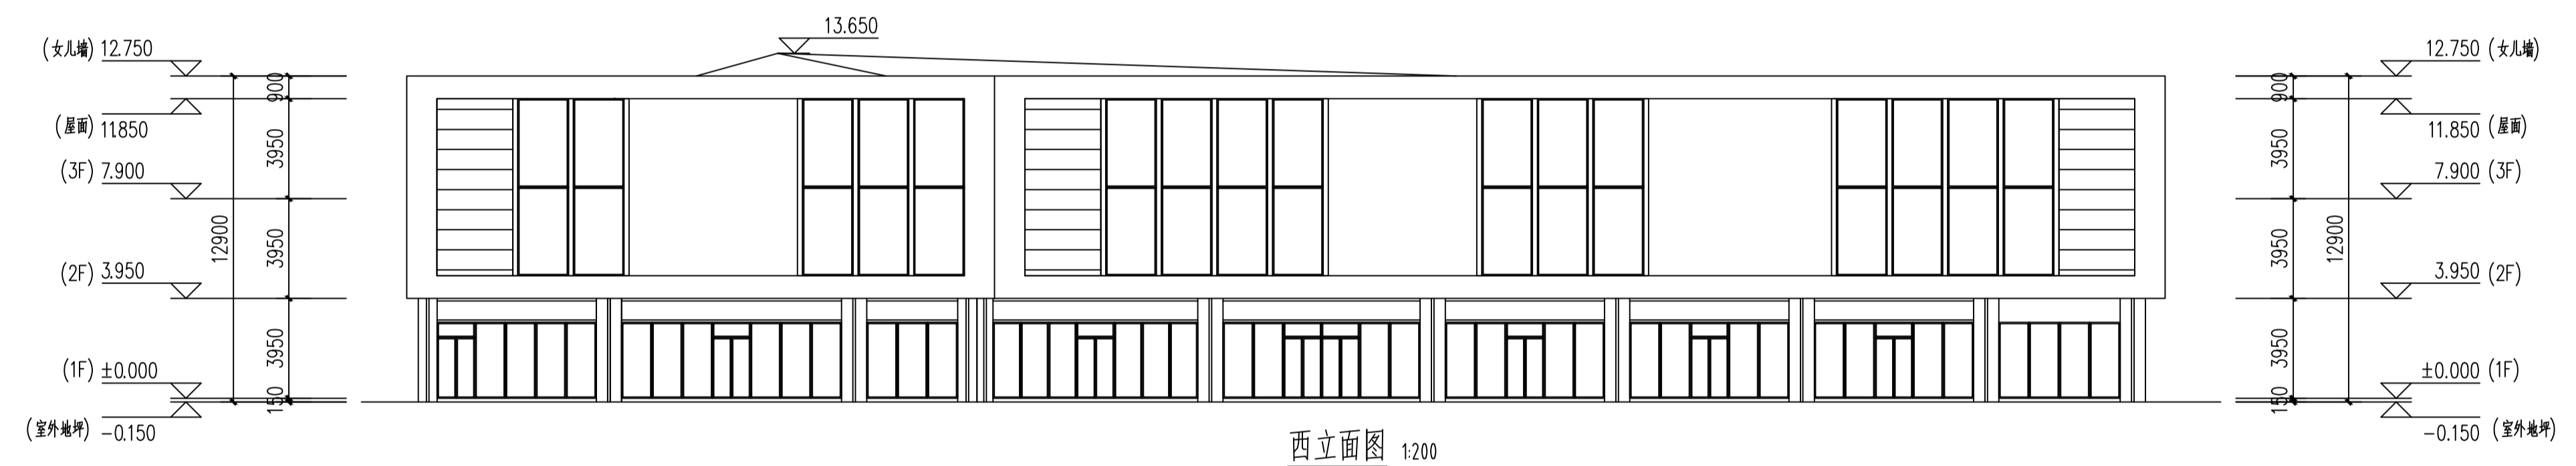 13.650
(女儿墙) 12.750
900
(屋面) 11.850
3950
(3F) 7.900
12900
3950
(2F) 3.950
3950
(1F) ±0.000
150
(室外地坪) -0.150
12.750 (女儿墙)
900
11.850 (屋面)
3950
7.900 (3F)
12900
3950
3.950 (2F)
3950
±0.000 (1F)
150
-0.150 (室外地坪)
西立面图 1:200